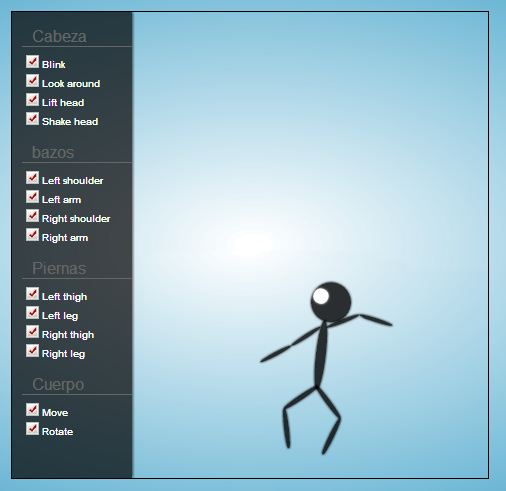 Cabeza
Blink
Look around
Lift head
Shake head
bazos
Left shoulder
Left arm
Right shoulder
Right arm
Piernas
Left thigh
Left leg
Right thigh
Right leg
Cuerpo
Move
Rotate